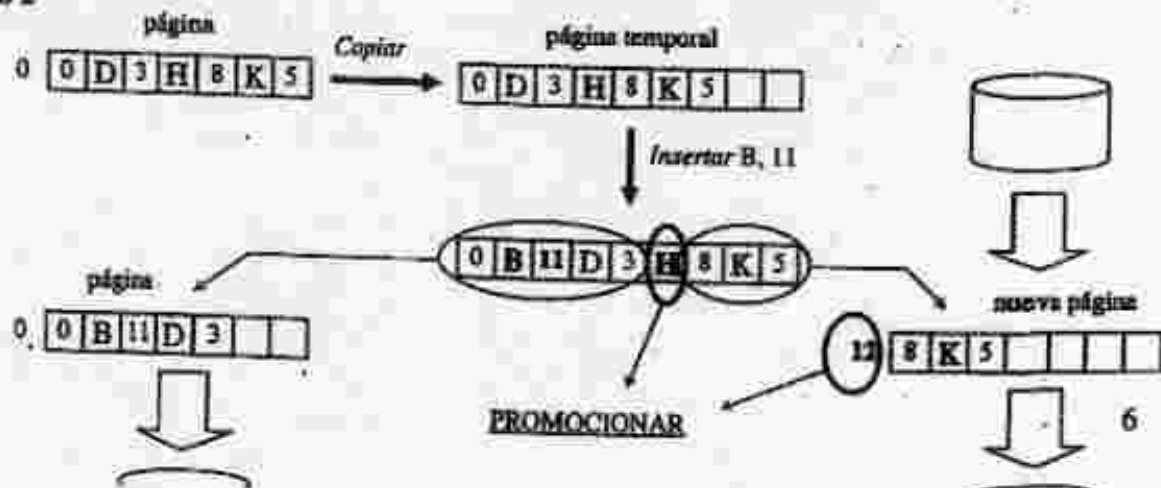 página
Copiar
página temporal
0 0 D 3 H 8 K 5
0 D 3 H 8 K 5
Insertar B, 11
0 B 11 D 3 H 8 K 5
página
nueva página
0 0 B 11 D 3
12 8 K 5
PROMOCIONAR
6